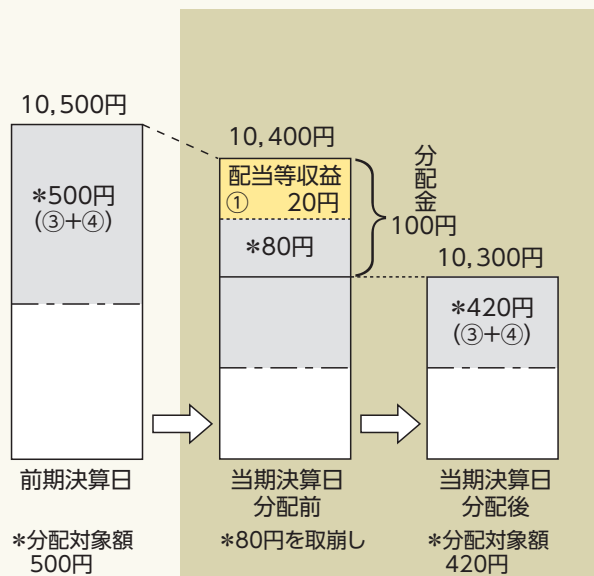 10,500円
*500円
(③+④)
前期決算日
*分配対象額
500円
10,400円
配当等収益
① 20円
*80円
分配金
100円
当期決算日
分配前
*80円を取崩し
10,300円
*420円
(③+④)
当期決算日
分配後
*分配対象額
420円